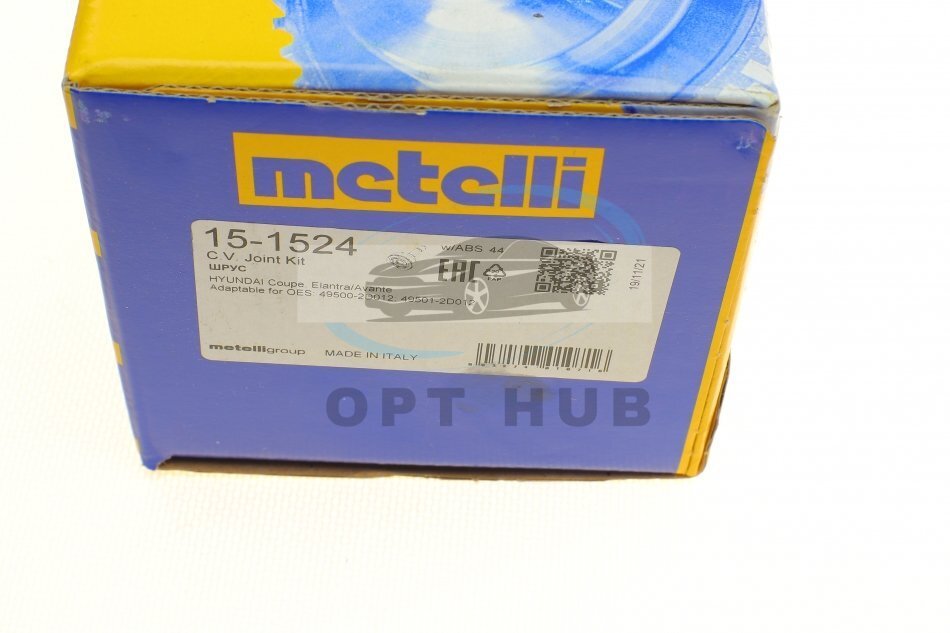 metelli
15-1524
w/ABS 44
C.V. Joint Kit
ШРУС
EAC
PAP
HYUNDAI Coupe, Elantra/Avante
Adaptable for OES: 49500-2D012, 49501-2D012
19/11/21
metelligroup MADE IN ITALY
OPT HUB